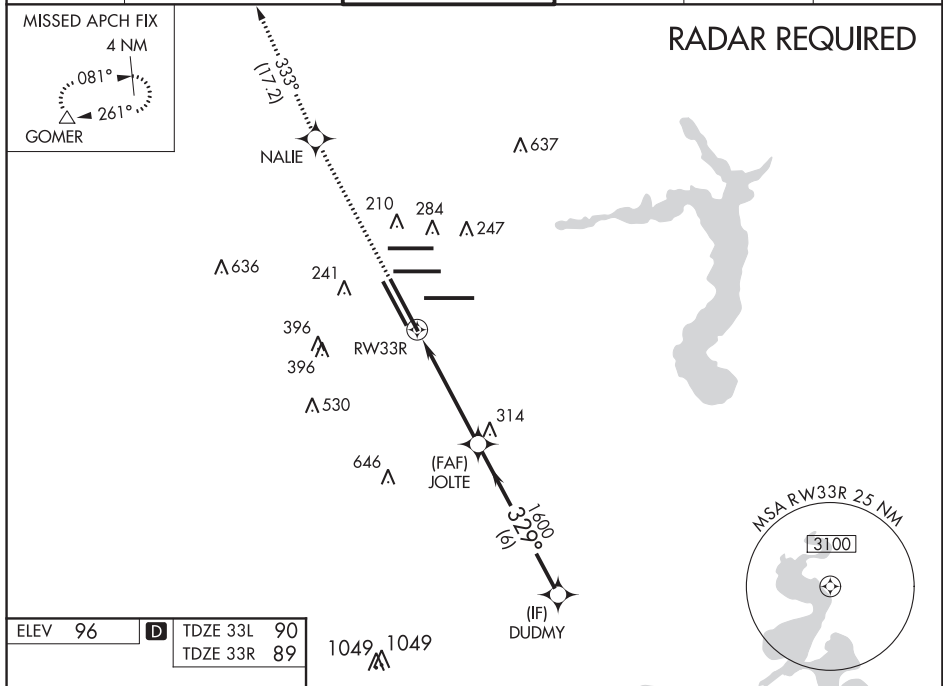 MISSED APCH FIX
4 NM
081°
261°
GOMER
RADAR REQUIRED
333°
(17.2)
NALIE
637
210
284
247
636
241
396
396
RW33R
530
314
(FAF)
JOLTE
646
1600
329°
(6)
(IF)
DUDMY
MSA RW33R 25 NM
3100
ELEV 96
D
TDZE 33L 90
TDZE 33R 89
1049
1049